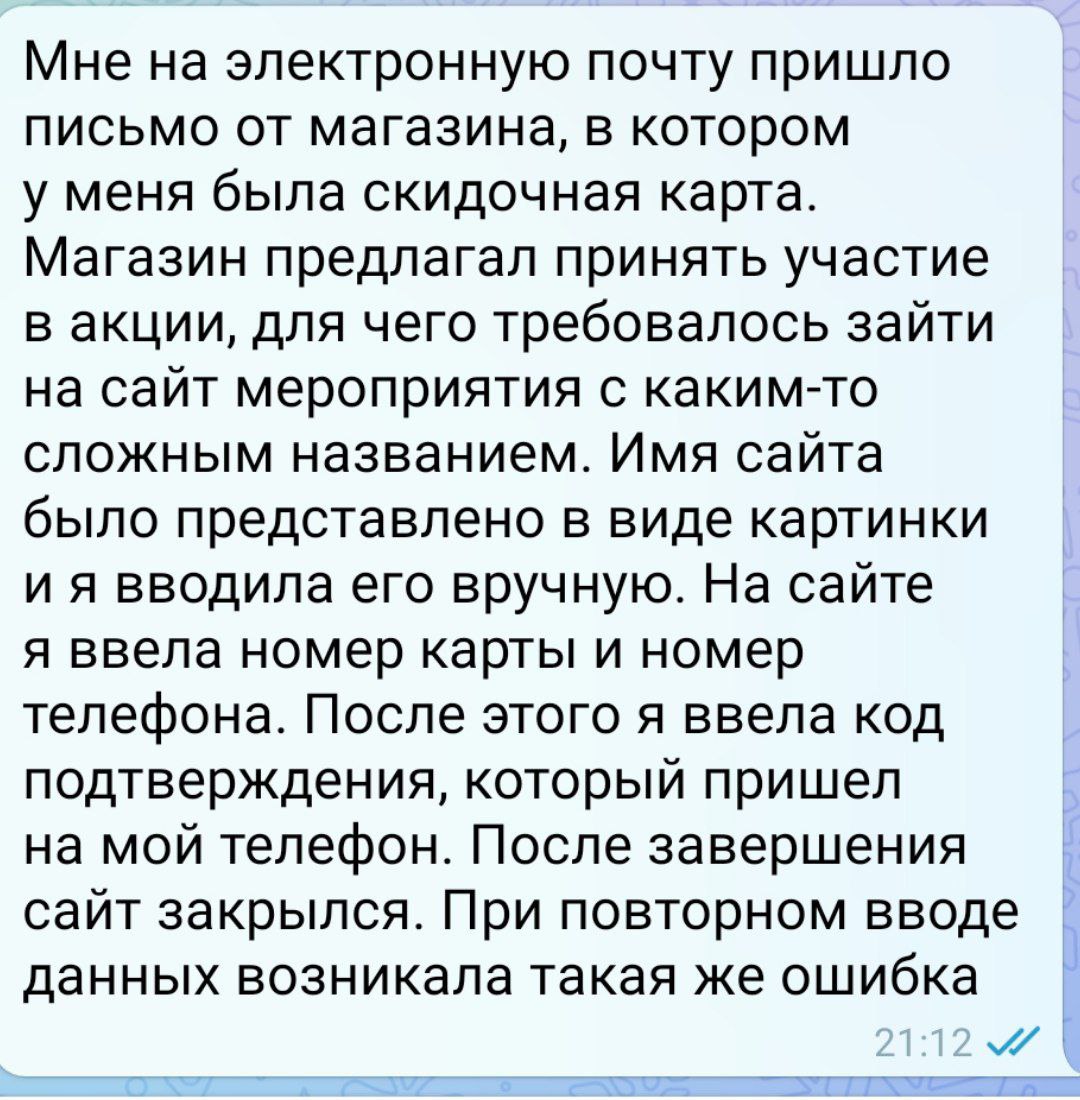 Мне на электронную почту пришло
письмо от магазина, в котором
у меня была скидочная карта.
Магазин предлагал принять участие
в акции, для чего требовалось зайти
на сайт мероприятия с каким-то
сложным названием. Имя сайта
было представлено в виде картинки
и я вводила его вручную. На сайте
я ввела номер карты и номер
телефона. После этого я ввела код
подтверждения, который пришел
на мой телефон. После завершения
сайт закрылся. При повторном вводе
данных возникала такая же ошибка
21:12